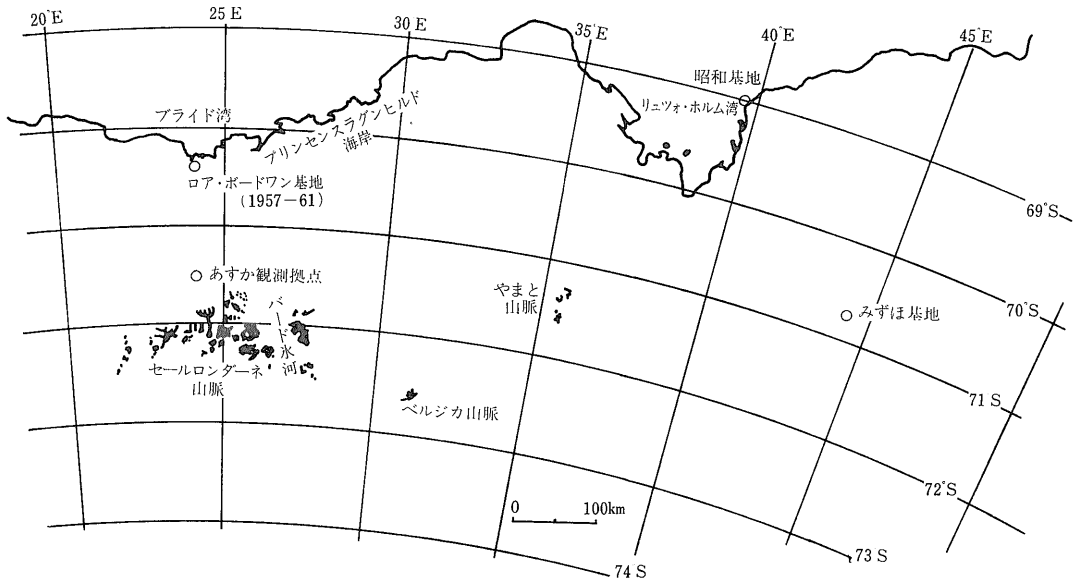 20°E
25 E
30 E
35°E
40°E
45°E
昭和基地
リュツォ・ホルム湾
ブライド湾
プリンセンスラグンヒルド
海岸
ロア・ボードワン基地
(1957-61)
69°S
あすか観測拠点
バード氷河
やまと
山脈
みずほ基地
70°S
セールロンダーネ
山脈
ベルジカ山脈
71 S
72°S
0 100km
73 S
74°S